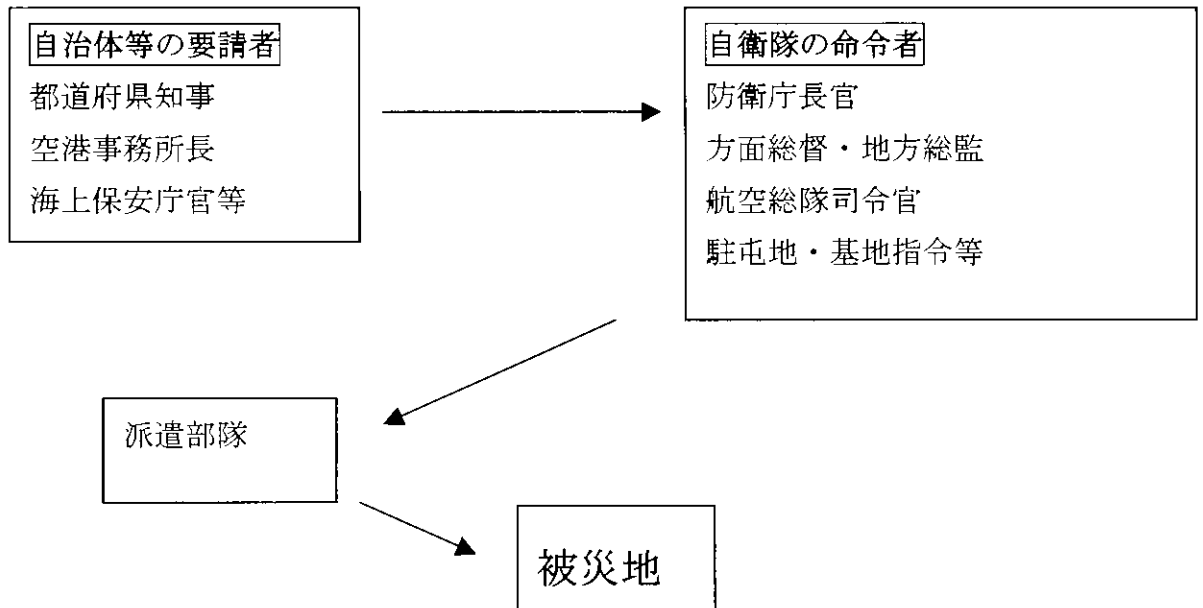 自治体等の要請者
都道府県知事
空港事務所長
海上保安庁官等
自衛隊の命令者
防衛庁長官
方面総督・地方総監
航空総隊司令官
駐屯地・基地指令等
派遣部隊
被災地